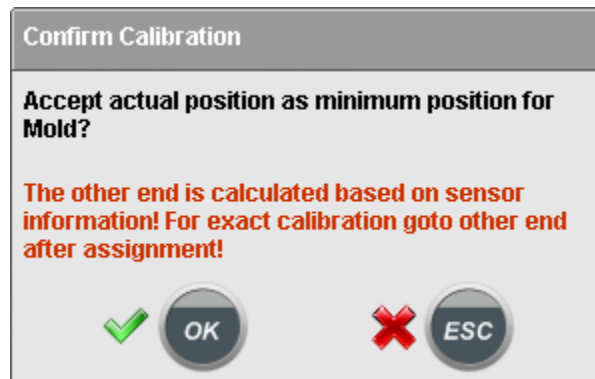 Confirm Calibration
Accept actual position as minimum position for
Mold?
The other end is calculated based on sensor
information! For exact calibration goto other end
after assignment!
OK
ESC